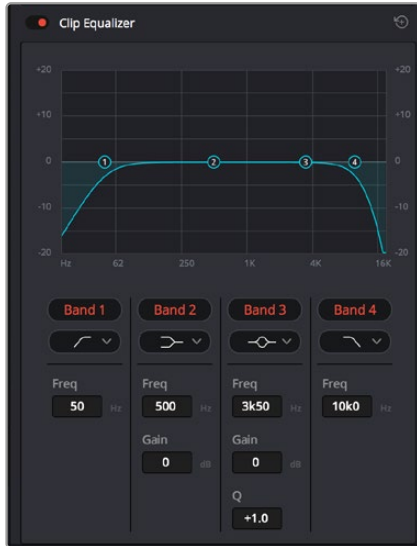 Clip Equalizer
+20 +20
+10 +10
0 1 2 3 4 0
-10 -10
-20 -20
Hz 62 250 1K 4K 16K
Band 1 Band 2 Band 3 Band 4
Freq Freq Freq Freq
50 Hz 500 Hz 3k50 Hz 10k0 Hz
Gain Gain
0 dB 0 dB
Q
+1.0